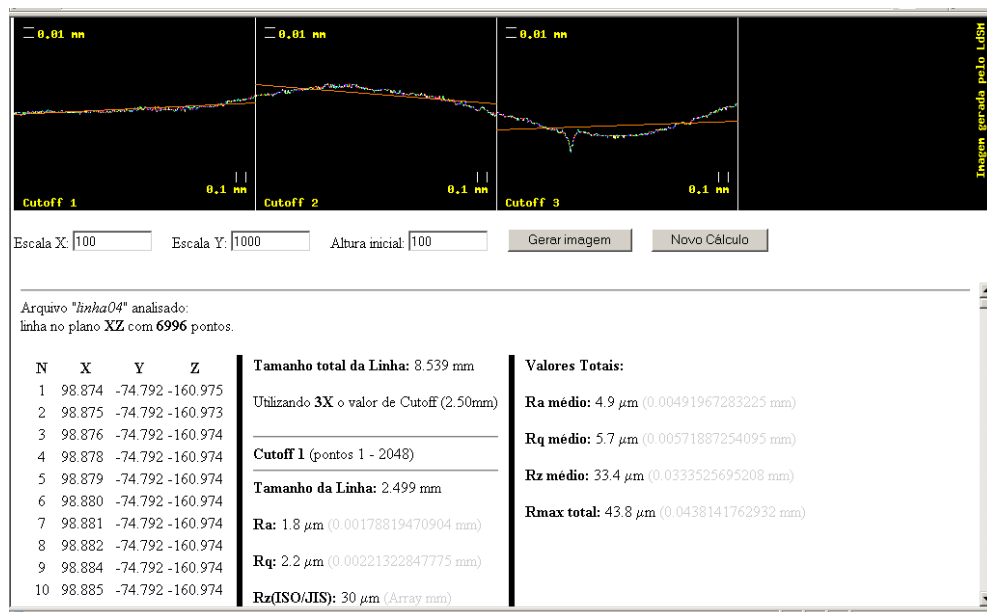 0.01 mm
0.01 mm
0.01 mm
0.1 mm
0.1 mm
0.1 mm
Cutoff 1
Cutoff 2
Cutoff 3
Imagem gerada pelo LdSM
Escala X: 100 Escala Y: 1000 Altura inicial: 100 Gerar imagem Novo Cálculo
Arquivo "linha04" analisado:
linha no plano XZ com 6996 pontos.
N X Y Z
1 98.874 -74.792 -160.975
2 98.875 -74.792 -160.973
3 98.876 -74.792 -160.974
4 98.878 -74.792 -160.974
5 98.879 -74.792 -160.974
6 98.880 -74.792 -160.974
7 98.881 -74.792 -160.974
8 98.882 -74.792 -160.974
9 98.884 -74.792 -160.974
10 98.885 -74.792 -160.974
Tamanho total da Linha: 8.539 mm
Utilizando 3X o valor de Cutoff (2.50mm)
Cutoff 1 (pontos 1 - 2048)
Tamanho da Linha: 2.499 mm
Ra: 1.8 μm (0.00178819470904 mm)
Rq: 2.2 μm (0.00221322847775 mm)
Rz(ISO/JIS): 30 μm (Array mm)
Valores Totais:
Ra médio: 4.9 μm (0.00491967283225 mm)
Rq médio: 5.7 μm (0.00571887254095 mm)
Rz médio: 33.4 μm (0.0333525695208 mm)
Rmax total: 43.8 μm (0.0438141762932 mm)